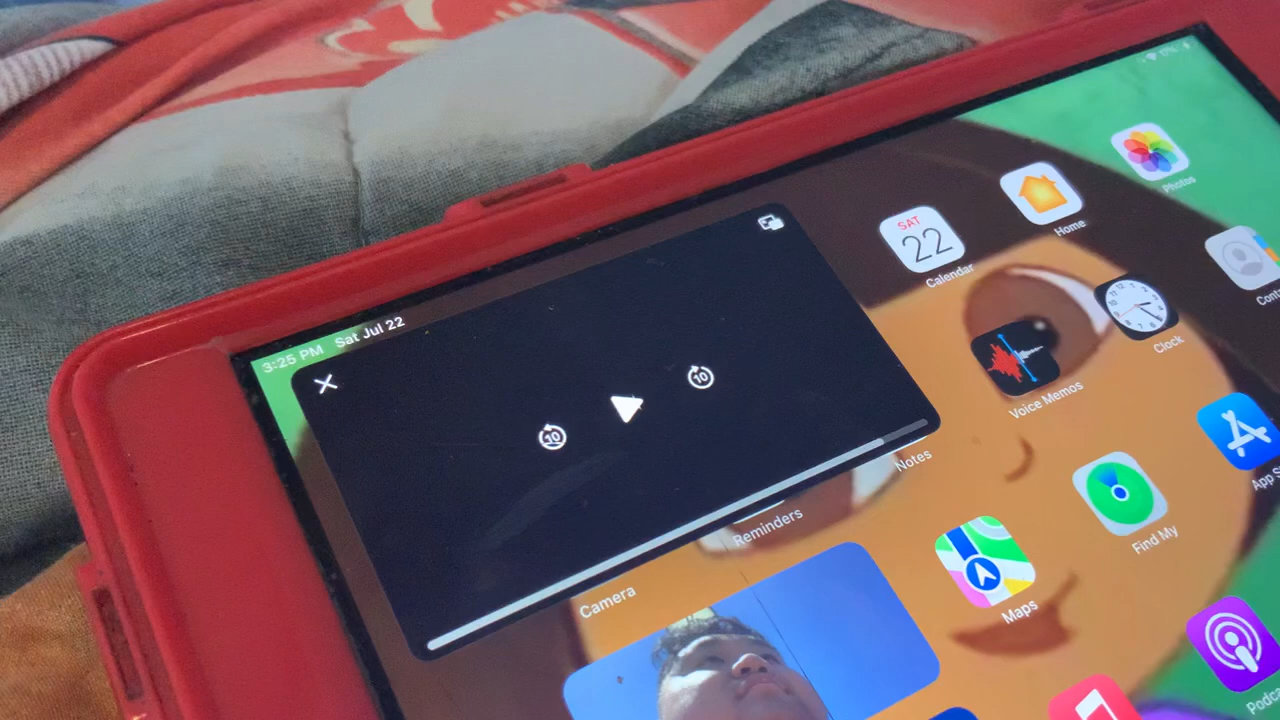 3:25 PM Sat Jul 22
17%
10
10
SAT
22
Calendar
Home
Photos
Voice Memos
Clock
Notes
Reminders
Camera
Find My
Maps